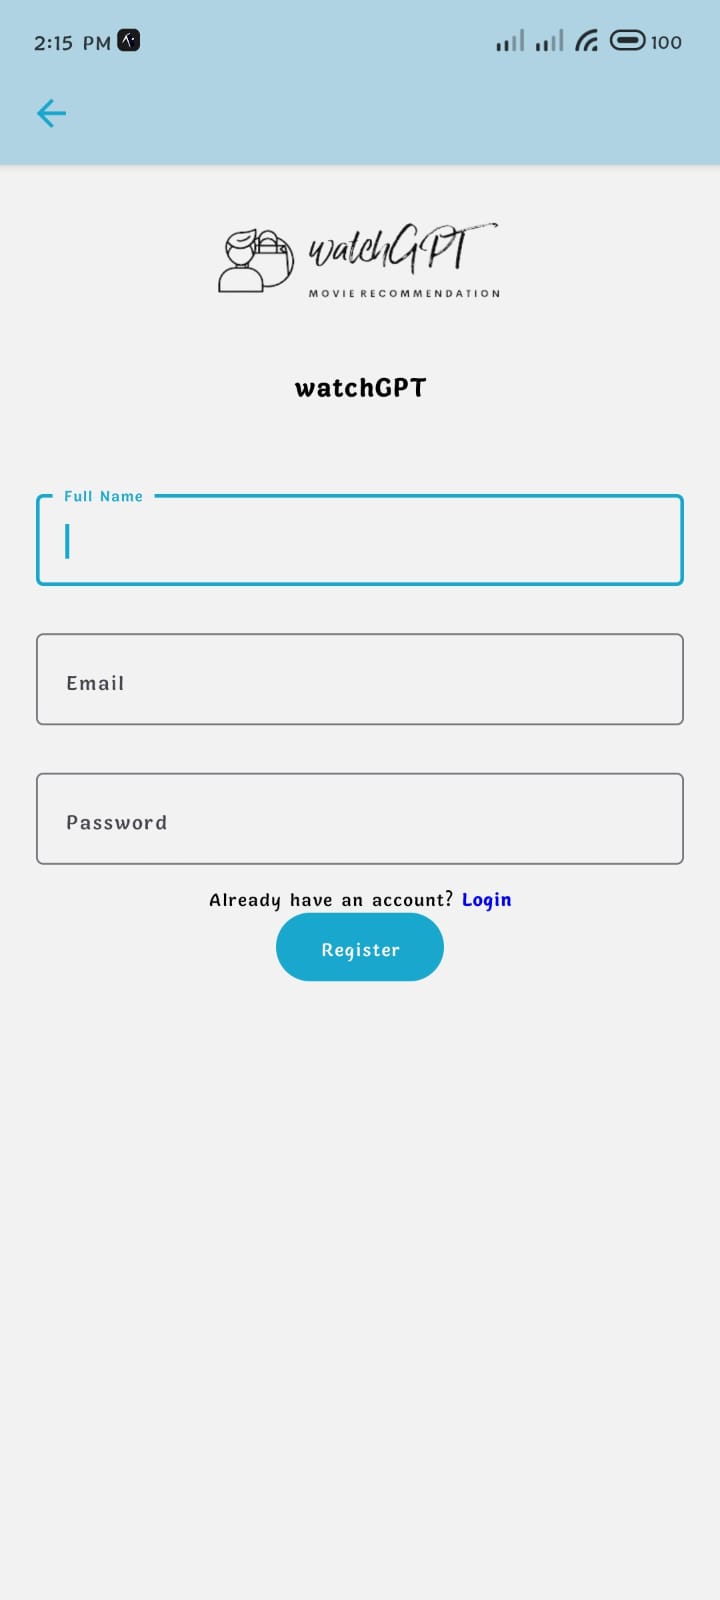 2:15 PM 100
watchGPT
MOVIE RECOMMENDATION
watchGPT
Full Name
Email
Password
Already have an account? Login
Register